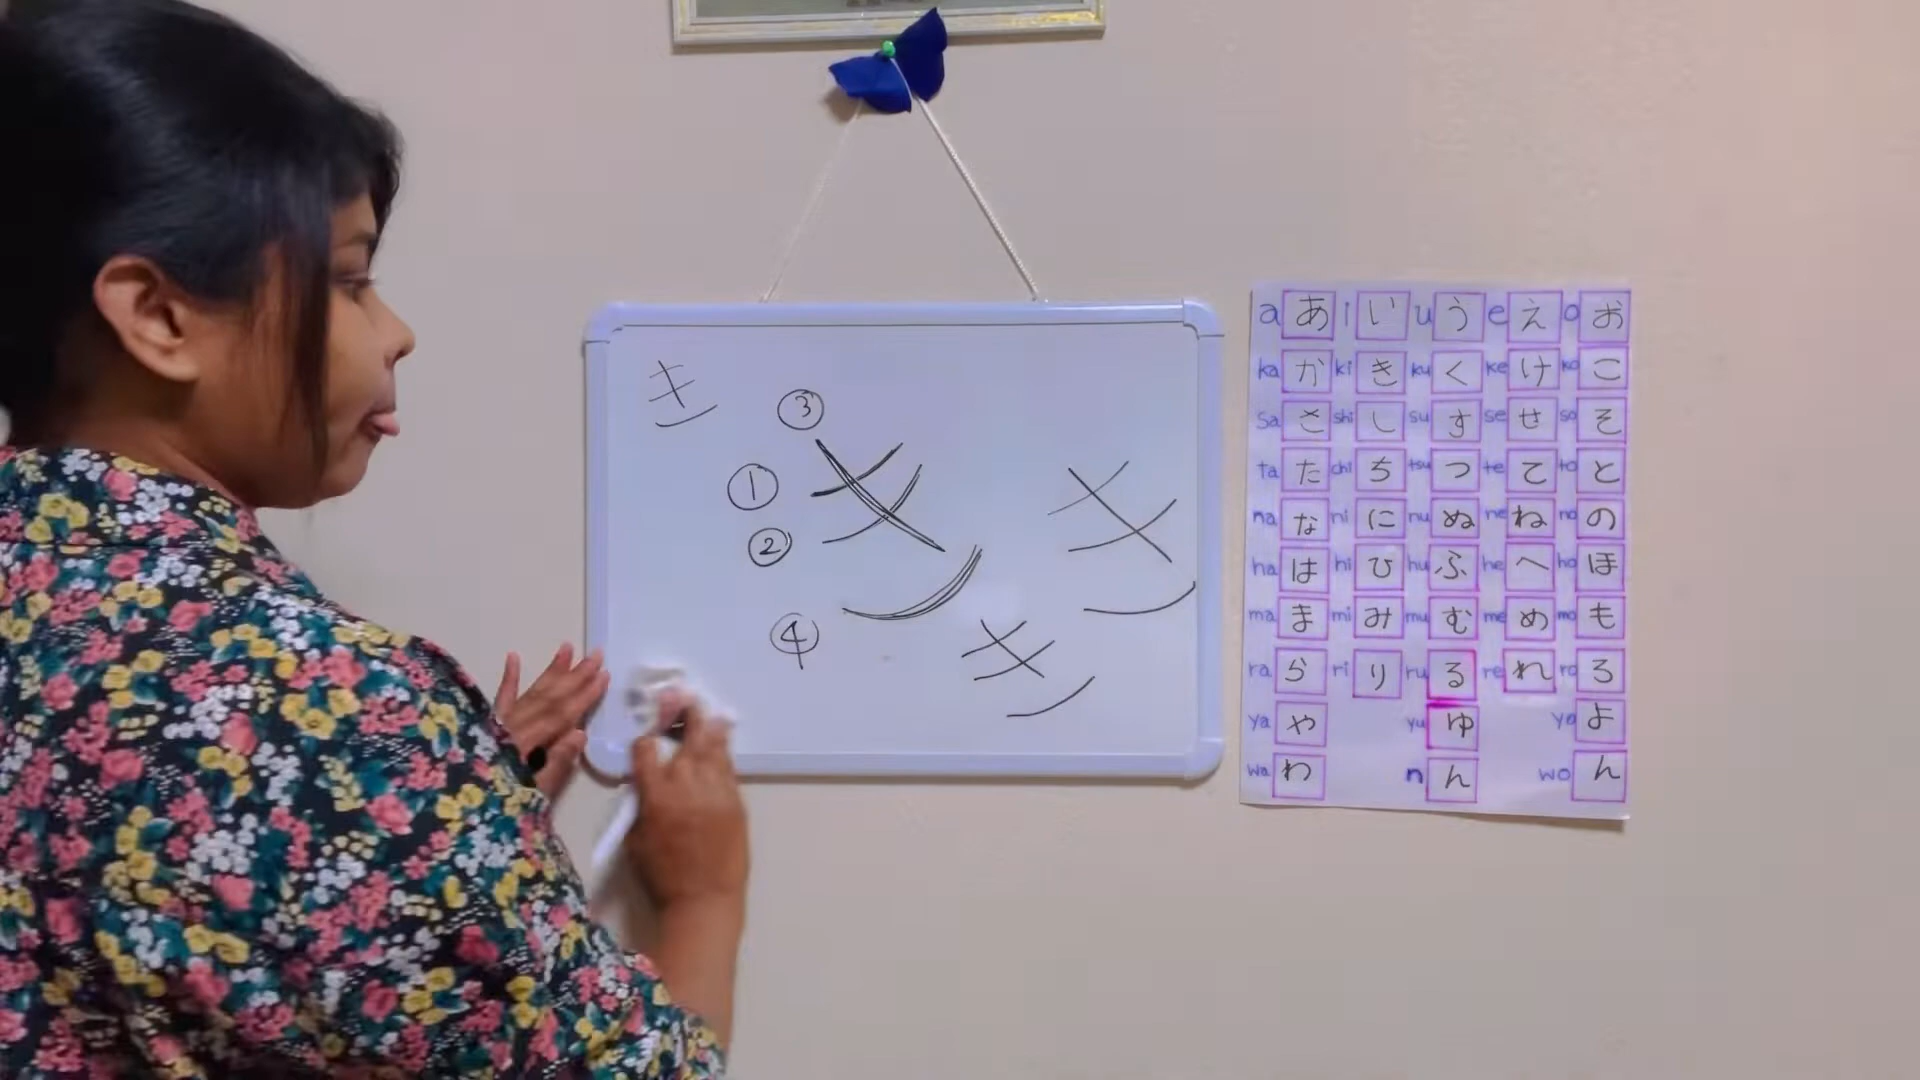 き
③
① き
②
④
き
き
a あ i い u う e え o お
ka か ki き ku く ke け ko こ
sa さ shi し su す se せ so そ
ta た chi ち tsu つ te て to と
na な ni に nu ぬ ne ね no の
ha は hi ひ hu ふ he へ ho ほ
ma ま mi み mu む me め mo も
ra ら ri り ru る re れ ro ろ
ya や yu ゆ yo よ
wa わ n ん wo ん